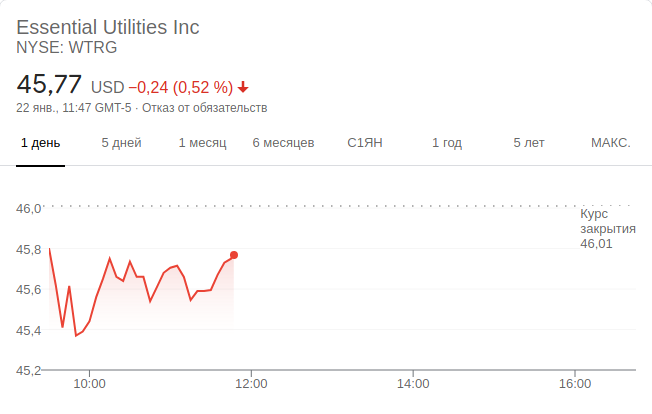 Essential Utilities Inc
NYSE: WTRG
45,77 USD −0,24 (0,52 %)
22 янв., 11:47 GMT-5 · Отказ от обязательств
1 день 5 дней 1 месяц 6 месяцев С1ЯН 1 год 5 лет МАКС.
46,0
Курс
закрытия
46,01
45,8
45,6
45,4
45,2
10:00 12:00 14:00 16:00